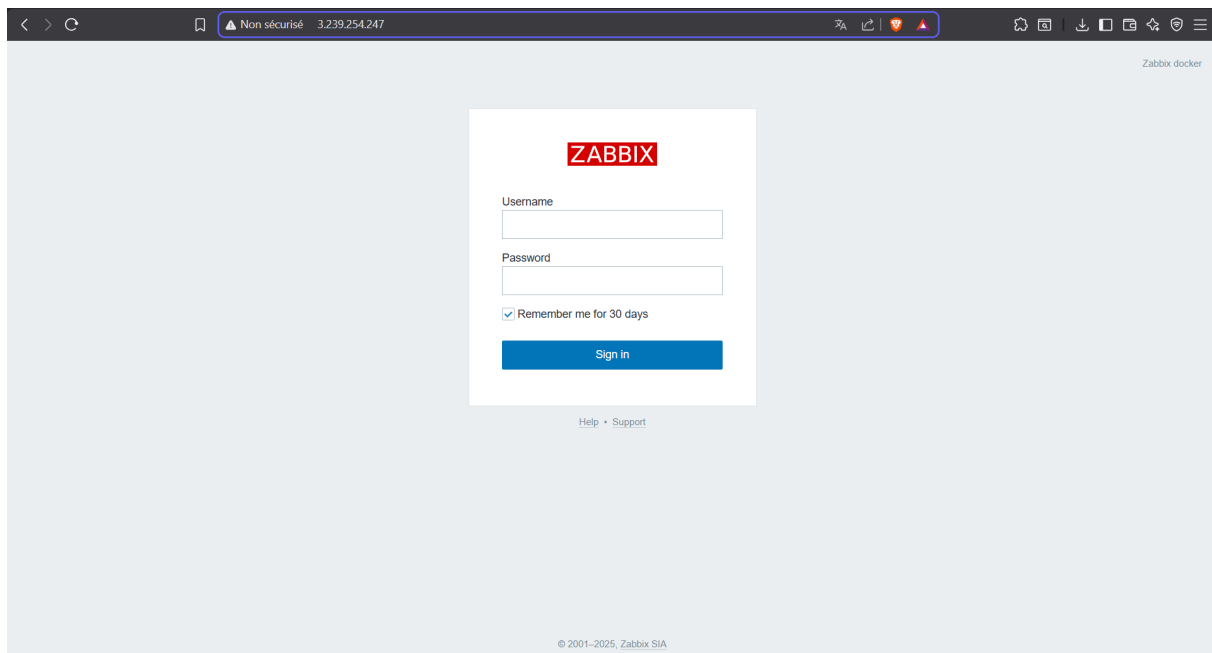 Non sécurisé 3.239.254.247
Zabbix docker
ZABBIX
Username
Password
Remember me for 30 days
Sign in
Help • Support
© 2001–2025, Zabbix SIA